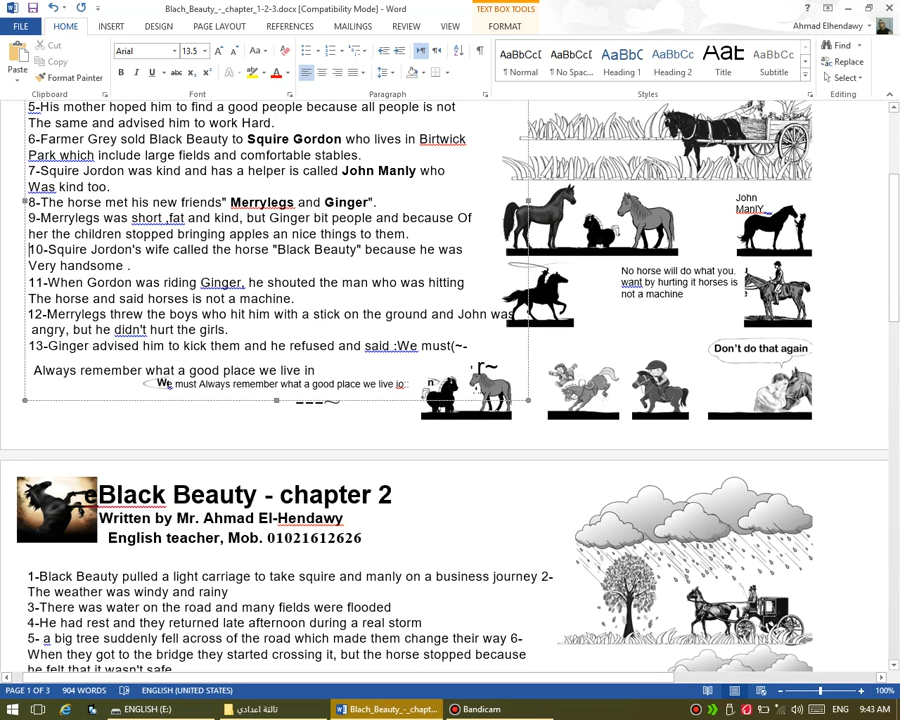 Blach_Beauty_-_chapter_1-2-3.docx [Compatibility Mode] - Word
TEXT BOX TOOLS
FILE HOME INSERT DESIGN PAGE LAYOUT REFERENCES MAILINGS REVIEW VIEW FORMAT
Ahmad Elhendawy
Paste
Cut
Copy
Format Painter
Clipboard
Arial 13.5
Font
Paragraph
AaBbCcD AaBbCcD AaBbC AaBbCc AaB AaBbCc
¶ Normal ¶ No Spac... Heading 1 Heading 2 Title Subtitle
Styles
Find
Replace
Select
Editing
5-His mother hoped him to find a good people because all people is not
The same and advised him to work Hard.
6-Farmer Grey sold Black Beauty to Squire Gordon who lives in Birtwick
Park which include large fields and comfortable stables.
7-Squire Jordon was kind and has a helper is called John Manly who
Was kind too.
8-The horse met his new friends" Merrylegs and Ginger".
9-Merrylegs was short ,fat and kind, but Ginger bit people and because Of
her the children stopped bringing apples an nice things to them.
10-Squire Jordon's wife called the horse "Black Beauty" because he was
Very handsome .
11-When Gordon was riding Ginger, he shouted the man who was hitting
The horse and said horses is not a machine.
12-Merrylegs threw the boys who hit him with a stick on the ground and John was
angry, but he didn't hurt the girls.
13-Ginger advised him to kick them and he refused and said :We must(~-
Always remember what a good place we live in
We must Always remember what a good place we live io::
n
r~
John
ManlY
No horse will do what you.
want by hurting it horses is
not a machine
Don't do that again
eBlack Beauty - chapter 2
Written by Mr. Ahmad El-Hendawy
English teacher, Mob. 01021612626
1-Black Beauty pulled a light carriage to take squire and manly on a business journey 2-
The weather was windy and rainy
3-There was water on the road and many fields were flooded
4-He had rest and they returned late afternoon during a real storm
5- a big tree suddenly fell across of the road which made them change their way 6-
When they got to the bridge they started crossing it, but the horse stopped because
he felt that it wasn't safe
PAGE 1 OF 3 904 WORDS ENGLISH (UNITED STATES) 100%
ENGLISH (E:) تالتة اعدادي Blach_Beauty_-_chapt... Bandicam ENG 9:43 AM